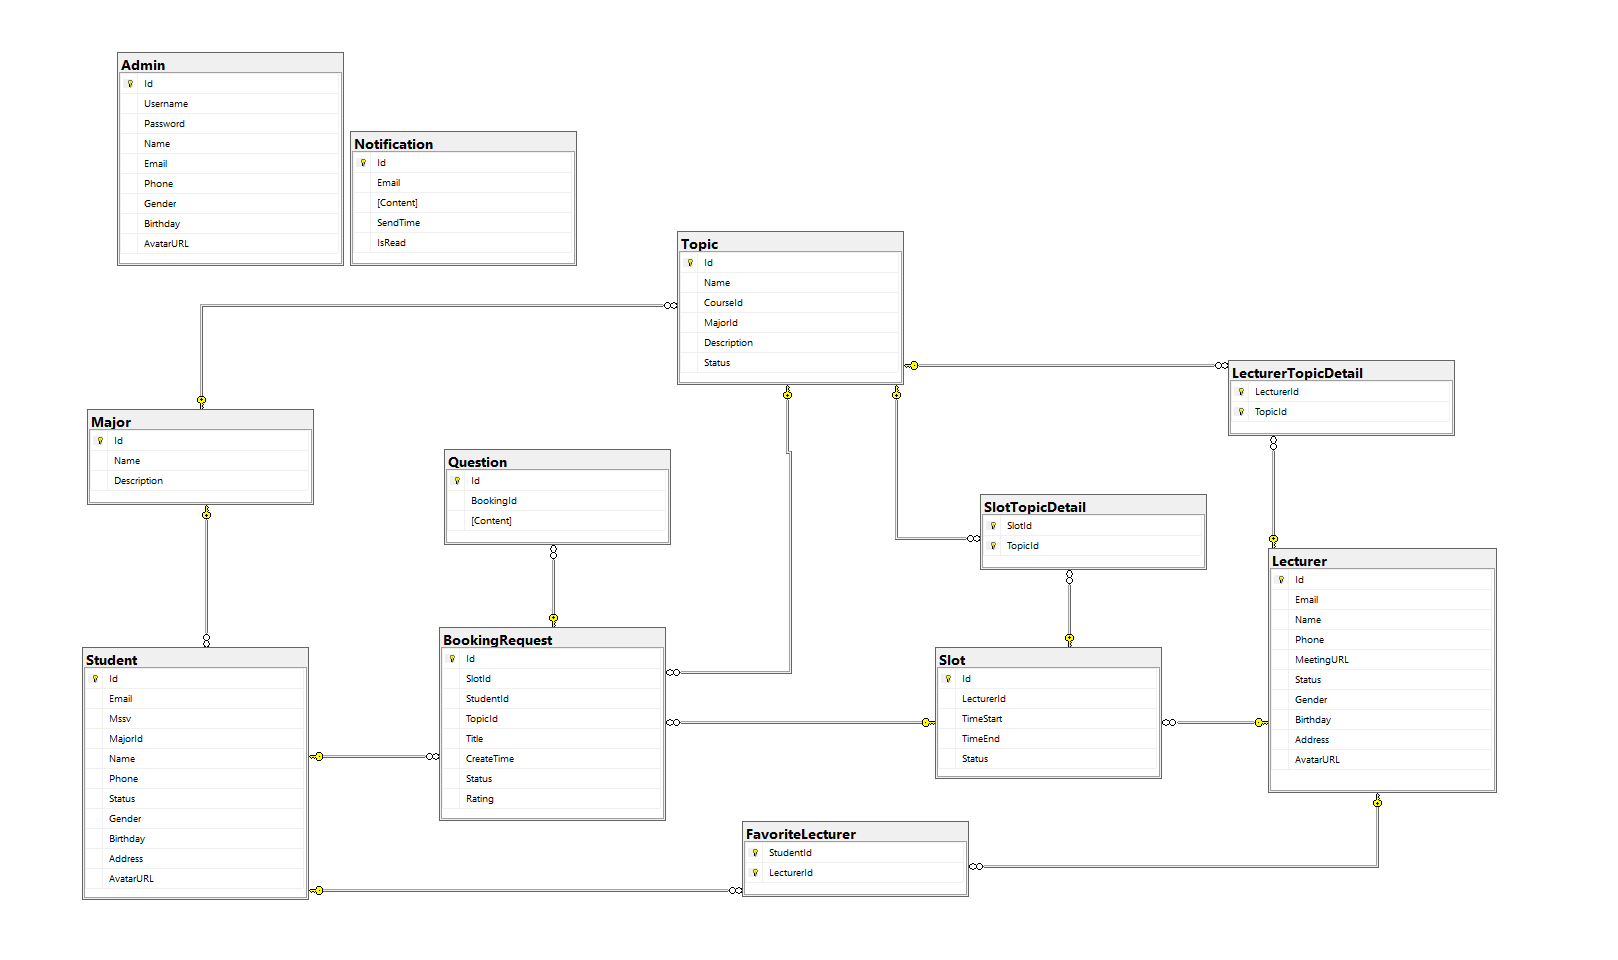 Admin
Id
Username
Password
Name
Email
Phone
Gender
Birthday
AvatarURL
Notification
Id
Email
[Content]
SendTime
IsRead
Topic
Id
Name
CourseId
MajorId
Description
Status
LecturerTopicDetail
LecturerId
TopicId
Major
Id
Name
Description
Question
Id
BookingId
[Content]
SlotTopicDetail
SlotId
TopicId
Lecturer
Id
Email
Name
Phone
MeetingURL
Status
Gender
Birthday
Address
AvatarURL
Student
Id
Email
Mssv
MajorId
Name
Phone
Status
Gender
Birthday
Address
AvatarURL
BookingRequest
Id
SlotId
StudentId
TopicId
Title
CreateTime
Status
Rating
Slot
Id
LecturerId
TimeStart
TimeEnd
Status
FavoriteLecturer
StudentId
LecturerId